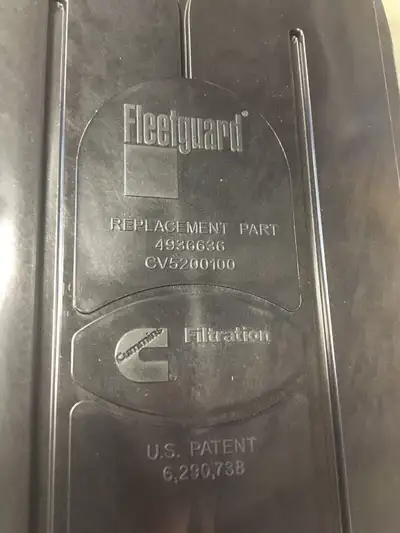 Fleetguard®
REPLACEMENT PART
4936636
CV5200100
Cummins
Filtration
U.S. PATENT
6,290,738